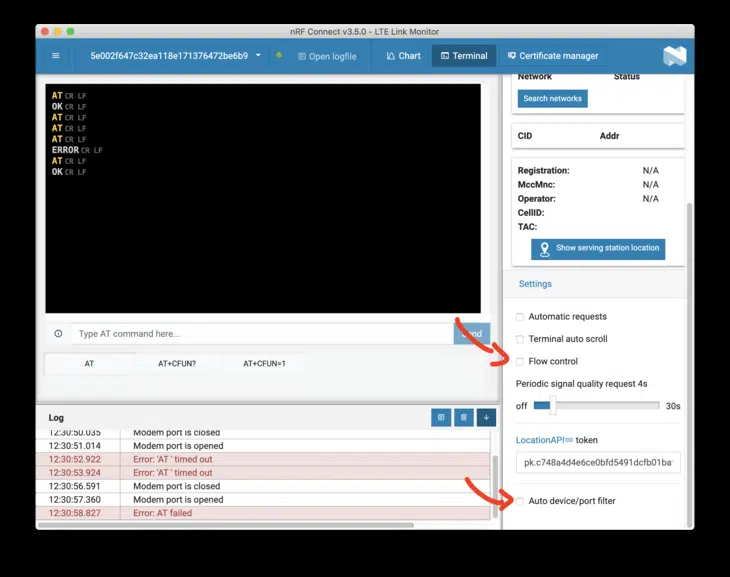 nRF Connect v3.5.0 - LTE Link Monitor
5e002f647c32ea118e171376472be6b9
Open logfile
Chart
Terminal
Certificate manager
AT CR LF
OK CR LF
AT CR LF
AT CR LF
AT CR LF
ERROR CR LF
AT CR LF
OK CR LF
Type AT command here...
AT AT+CFUN? AT+CFUN=1
Log
12:30:50.035 Modem port is closed
12:30:51.014 Modem port is opened
12:30:52.922 Error: 'AT ' timed out
12:30:53.924 Error: 'AT ' timed out
12:30:56.591 Modem port is closed
12:30:57.360 Modem port is opened
12:30:58.827 Error: AT failed
Network Status
Search networks
CID Addr
Registration: N/A
MccMnc: N/A
Operator: N/A
CellID:
TAC:
Show serving station location
Settings
Automatic requests
Terminal auto scroll
Flow control
Periodic signal quality request 4s
off 30s
LocationAPI token
pk.c748a4d4e6ce0bfd5491dcfb01ba
Auto device/port filter